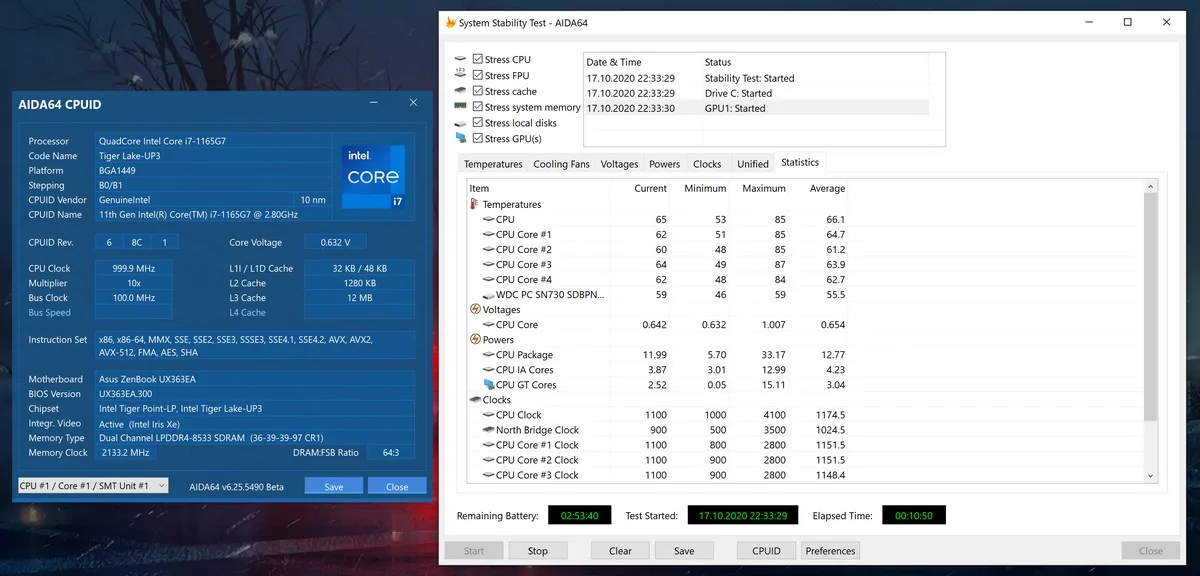 AIDA64 CPUID
Processor QuadCore Intel Core i7-1165G7
Code Name Tiger Lake-UP3
Platform BGA1449
Stepping B0/B1
CPUID Vendor GenuineIntel 10 nm
CPUID Name 11th Gen Intel(R) Core(TM) i7-1165G7 @ 2.80GHz
intel.
CORE
i7
CPUID Rev. 6 8C 1 Core Voltage 0.632 V
CPU Clock 999.9 MHz L1I / L1D Cache 32 KB / 48 KB
Multiplier 10x L2 Cache 1280 KB
Bus Clock 100.0 MHz L3 Cache 12 MB
Bus Speed L4 Cache
Instruction Set x86, x86-64, MMX, SSE, SSE2, SSE3, SSSE3, SSE4.1, SSE4.2, AVX, AVX2,
AVX-512, FMA, AES, SHA
Motherboard Asus ZenBook UX363EA
BIOS Version UX363EA.300
Chipset Intel Tiger Point-LP, Intel Tiger Lake-UP3
Integr. Video Active (Intel Iris Xe)
Memory Type Dual Channel LPDDR4-8533 SDRAM (36-39-39-97 CR1)
Memory Clock 2133.2 MHz DRAM:FSB Ratio 64:3
CPU #1 / Core #1 / SMT Unit #1 AIDA64 v6.25.5490 Beta Save Close
System Stability Test - AIDA64
Stress CPU
Stress FPU
Stress cache
Stress system memory
Stress local disks
Stress GPU(s)
Date & Time Status
17.10.2020 22:33:29 Stability Test: Started
17.10.2020 22:33:29 Drive C: Started
17.10.2020 22:33:30 GPU1: Started
Temperatures Cooling Fans Voltages Powers Clocks Unified Statistics
Item Current Minimum Maximum Average
Temperatures
CPU 65 53 85 66.1
CPU Core #1 62 51 85 64.7
CPU Core #2 60 48 85 61.2
CPU Core #3 64 49 87 63.9
CPU Core #4 62 48 84 62.7
WDC PC SN730 SDBPN... 59 46 59 55.5
Voltages
CPU Core 0.642 0.632 1.007 0.654
Powers
CPU Package 11.99 5.70 33.17 12.77
CPU IA Cores 3.87 3.01 12.99 4.23
CPU GT Cores 2.52 0.05 15.11 3.04
Clocks
CPU Clock 1100 1000 4100 1174.5
North Bridge Clock 900 500 3500 1024.5
CPU Core #1 Clock 1100 800 2800 1151.5
CPU Core #2 Clock 1100 900 2800 1151.5
CPU Core #3 Clock 1100 900 2800 1148.4
Remaining Battery: 02:53:40 Test Started: 17.10.2020 22:33:29 Elapsed Time: 00:10:50
Start Stop Clear Save CPUID Preferences Close